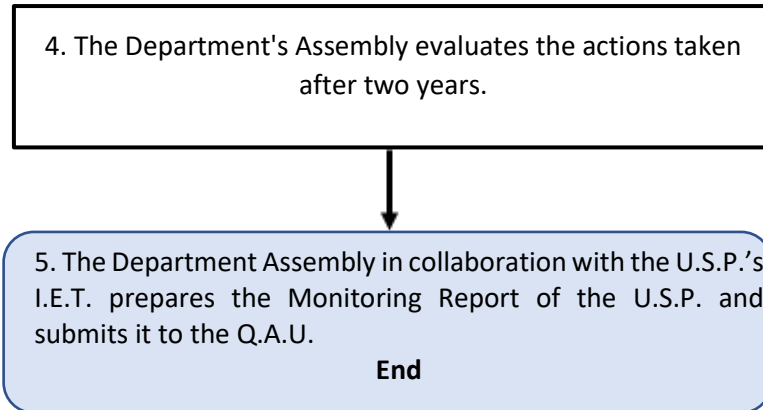 4. The Department's Assembly evaluates the actions taken
after two years.
5. The Department Assembly in collaboration with the U.S.P.’s
I.E.T. prepares the Monitoring Report of the U.S.P. and
submits it to the Q.A.U.
End